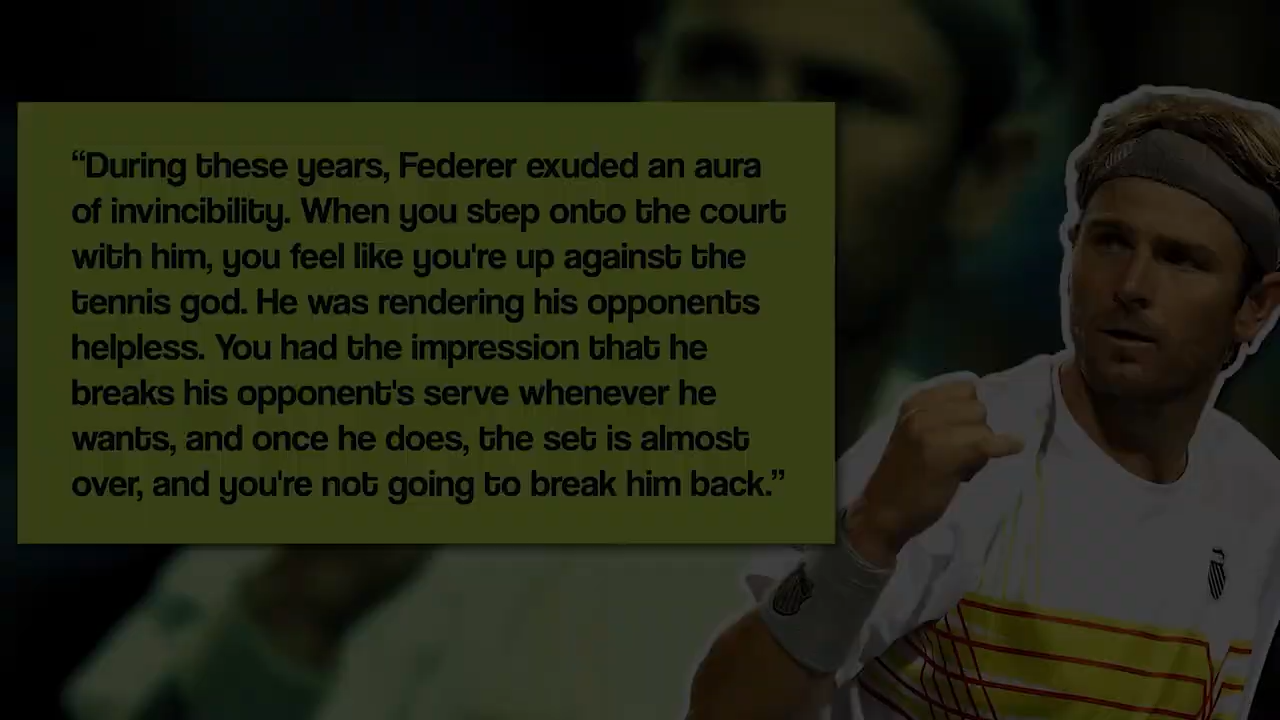 “During these years, Federer exuded an aura
of invincibility. When you step onto the court
with him, you feel like you're up against the
tennis god. He was rendering his opponents
helpless. You had the impression that he
breaks his opponent's serve whenever he
wants, and once he does, the set is almost
over, and you're not going to break him back.”